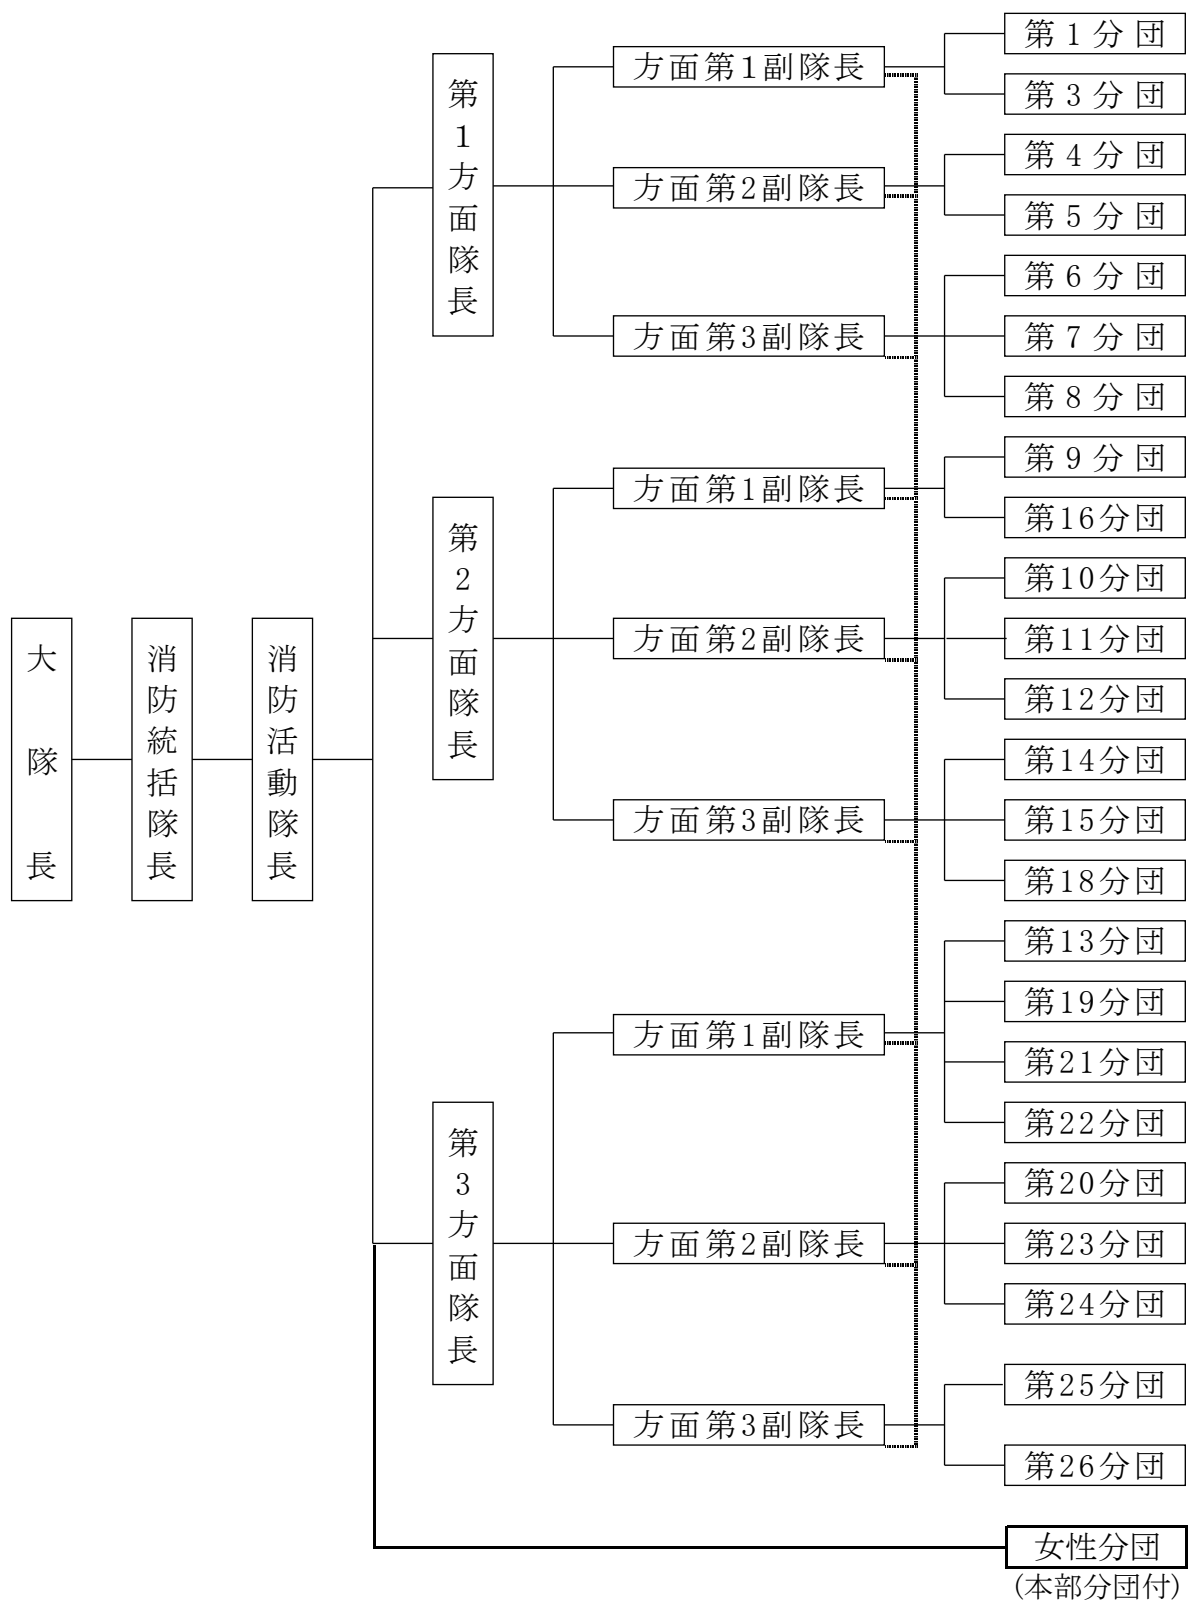 大隊長
消防統括隊長
消防活動隊長
第1方面隊長
方面第1副隊長
第1分団
第3分団
方面第2副隊長
第4分団
第5分団
方面第3副隊長
第6分団
第7分団
第8分団
第2方面隊長
方面第1副隊長
第9分団
第16分団
方面第2副隊長
第10分団
第11分団
第12分団
方面第3副隊長
第14分団
第15分団
第18分団
第3方面隊長
方面第1副隊長
第13分団
第19分団
第21分団
第22分団
方面第2副隊長
第20分団
第23分団
第24分団
方面第3副隊長
第25分団
第26分団
女性分団
(本部分団付)